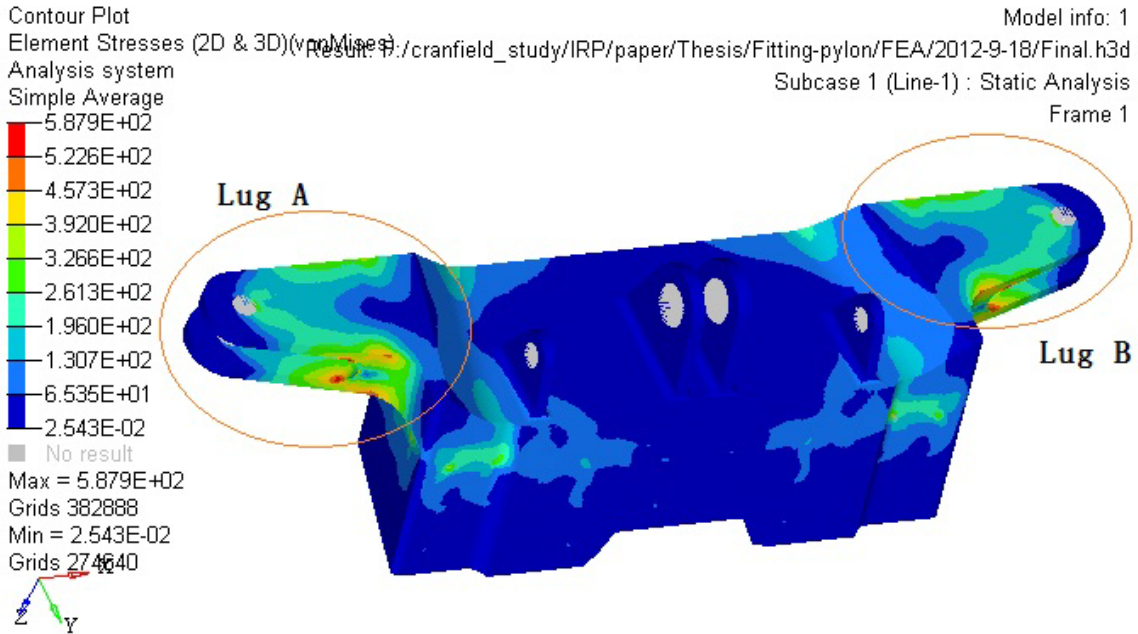 Contour Plot
Element Stresses (2D & 3D)(vonMises)
Analysis system
Simple Average
5.879E+02
5.226E+02
4.573E+02
3.920E+02
3.266E+02
2.613E+02
1.960E+02
1.307E+02
6.535E+01
2.543E-02
No result
Max = 5.879E+02
Grids 382888
Min = 2.543E-02
Grids 274640
X
Z
Y
Model info: 1
Result: F:/cranfield_study/IRP/paper/Thesis/Fitting-pylon/FEA/2012-9-18/Final.h3d
Subcase 1 (Line-1) : Static Analysis
Frame 1
Lug A
Lug B